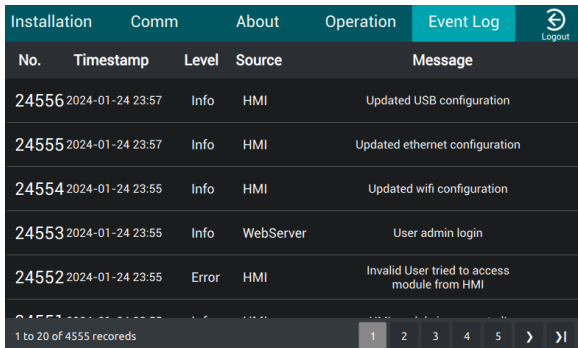 Installation Comm About Operation Event Log Logout
No. Timestamp Level Source Message
24556 2024-01-24 23:57 Info HMI Updated USB configuration
24555 2024-01-24 23:57 Info HMI Updated ethernet configuration
24554 2024-01-24 23:55 Info HMI Updated wifi configuration
24553 2024-01-24 23:55 Info WebServer User admin login
24552 2024-01-24 23:55 Error HMI Invalid User tried to access
module from HMI
1 to 20 of 4555 recoreds 1 2 3 4 5